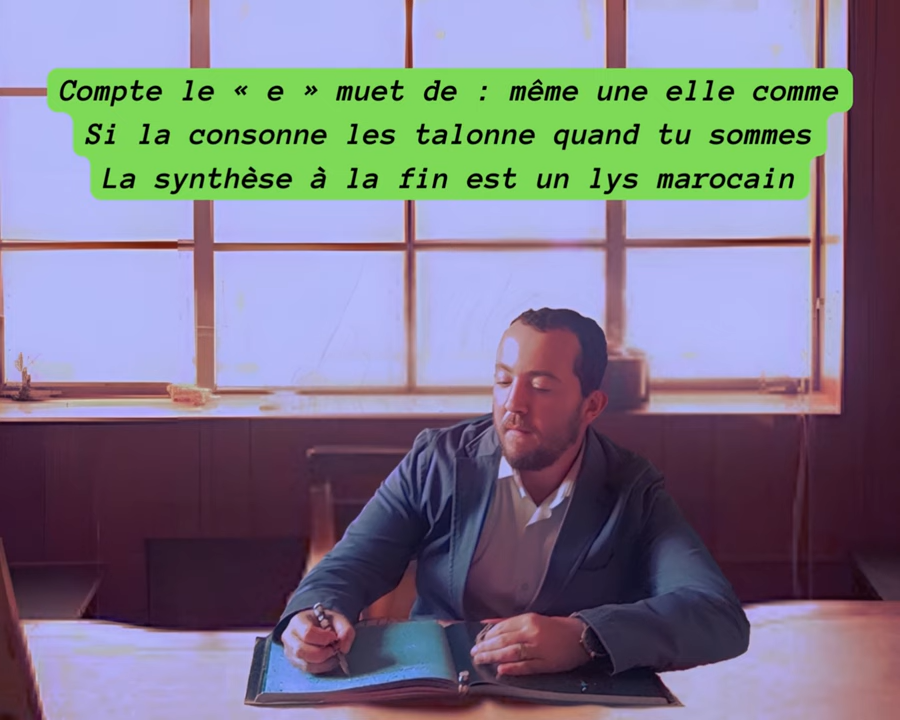 Compte le « e » muet de : même une elle comme
Si la consonne les talonne quand tu sommes
La synthèse à la fin est un lys marocain